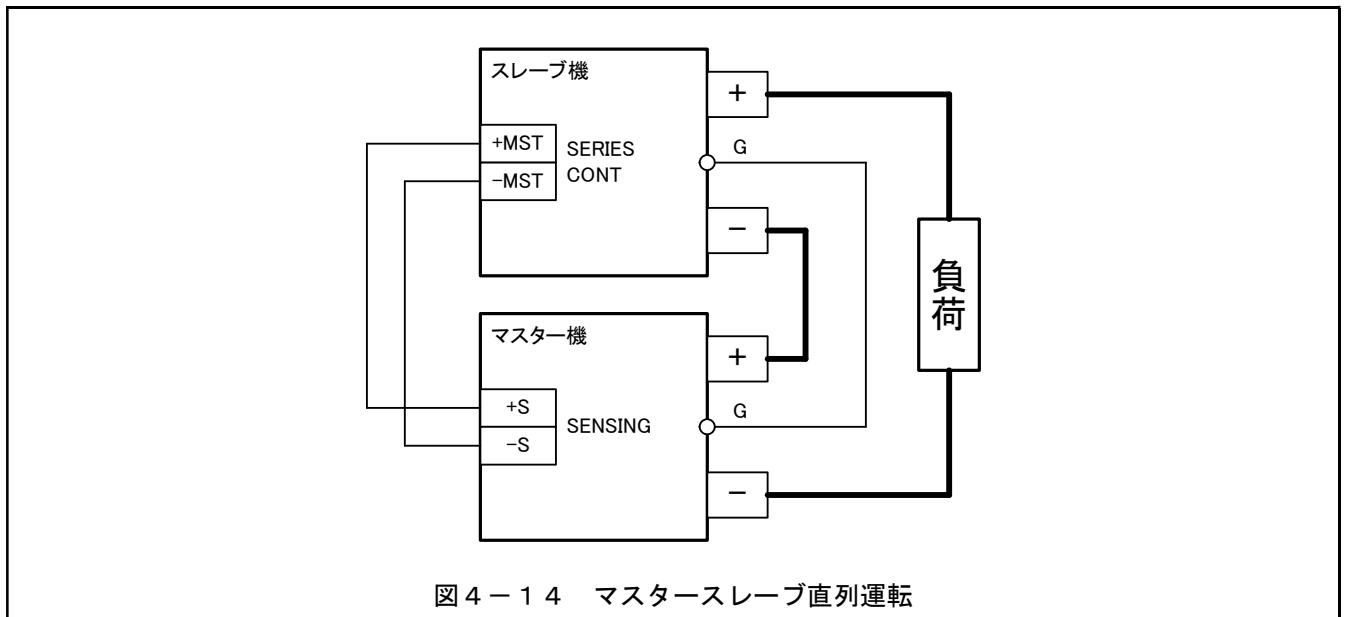 スレーブ機
+
+MST
SERIES
G
-MST
CONT
-
負荷
マスター機
+
+S
G
SENSING
-S
-
図4-14 マスタースレーブ直列運転